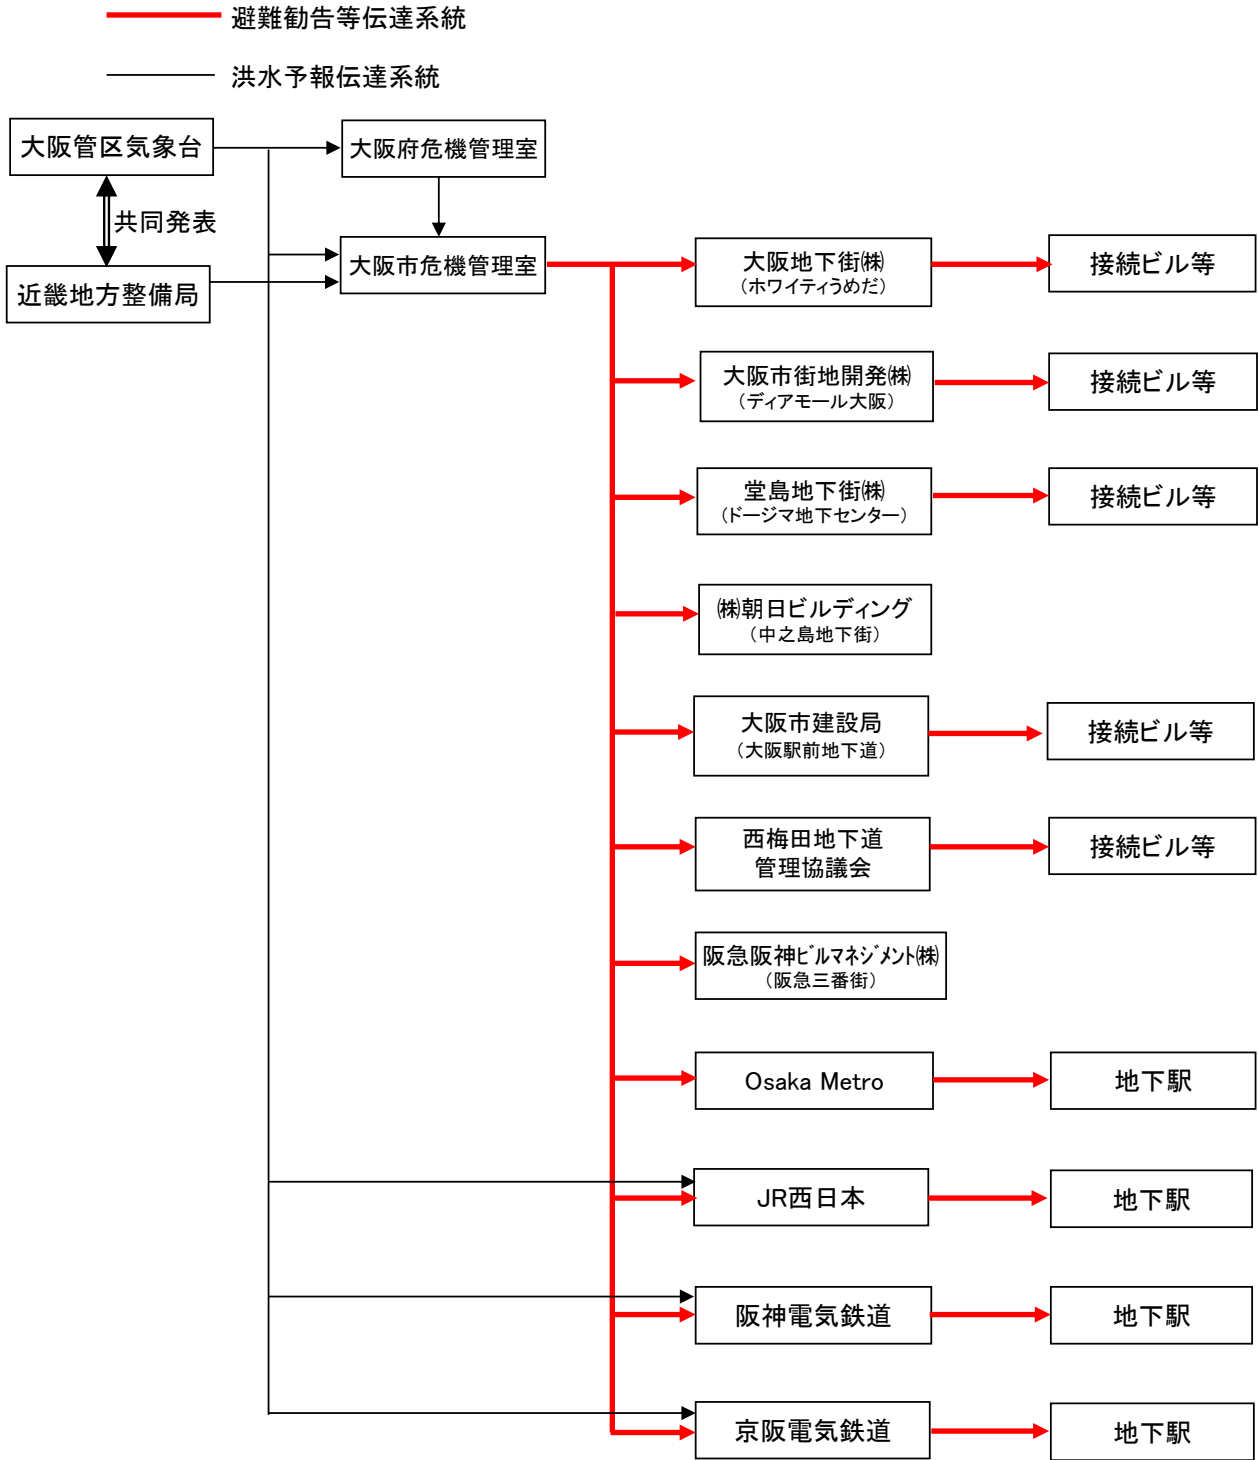 避難勧告等伝達系統
洪水予報伝達系統
大阪管区気象台
大阪府危機管理室
共同発表
大阪市危機管理室
近畿地方整備局
大阪地下街㈱
（ホワイティうめだ）
接続ビル等
大阪市街地開発㈱
（ディアモール大阪）
接続ビル等
堂島地下街㈱
（ドージマ地下センター）
接続ビル等
㈱朝日ビルディング
（中之島地下街）
大阪市建設局
（大阪駅前地下道）
接続ビル等
西梅田地下道
管理協議会
接続ビル等
阪急阪神ﾋﾞﾙﾏﾈｼﾞﾒﾝﾄ㈱
（阪急三番街）
Osaka Metro
地下駅
JR西日本
地下駅
阪神電気鉄道
地下駅
京阪電気鉄道
地下駅